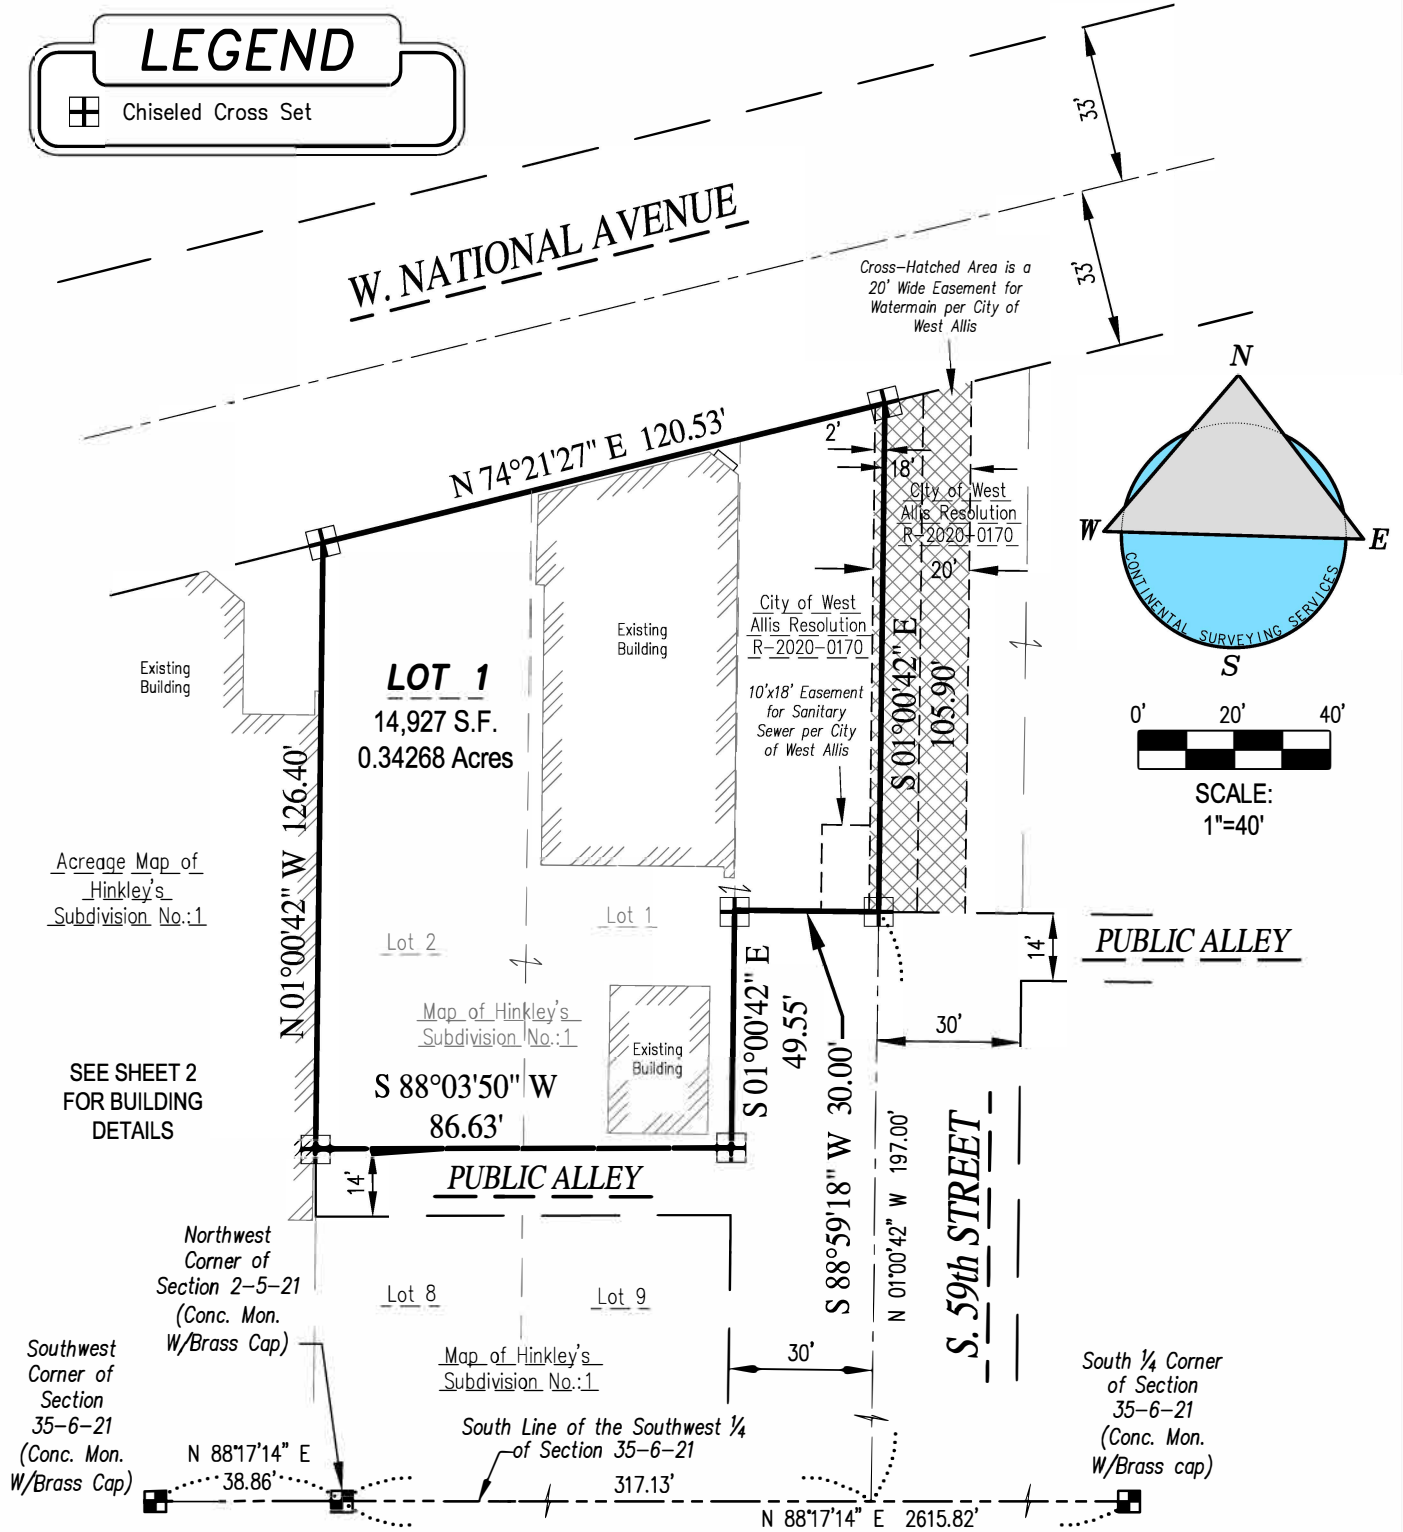 LEGEND
Chiseled Cross Set
33'
33'
W. NATIONAL AVENUE
Cross-Hatched Area is a
20' Wide Easement for
Watermain per City of
West Allis
N 74°21'27" E 120.53'
2'
18'
City of West
Allis Resolution
R-2020-0170
20'
City of West
Allis Resolution
R-2020-0170
Existing
Building
Existing
Building
LOT 1
14,927 S.F.
0.34268 Acres
10'x18' Easement
for Sanitary
Sewer per City
of West Allis
S 01°00'42" E
105.90'
N
W
E
S
CONTINENTAL SURVEYING SERVICES
0' 20' 40'
SCALE:
1"=40'
N 01°00'42" W 126.40'
Acreage Map of
Hinkley's
Subdivision No.:1
Lot 1
Lot 2
Map of Hinkley's
Subdivision No.:1
Existing
Building
S 01°00'42" E
49.55'
S 88°59'18" W 30.00'
14'
PUBLIC ALLEY
30'
SEE SHEET 2
FOR BUILDING
DETAILS
S 88°03'50" W
86.63'
14'
PUBLIC ALLEY
N 01°00'42" W 197.00'
S. 59th STREET
Northwest
Corner of
Section 2-5-21
(Conc. Mon.
W/Brass Cap)
Lot 8
Lot 9
Map of Hinkley's
Subdivision No.:1
30'
Southwest
Corner of
Section
35-6-21
(Conc. Mon.
W/Brass Cap)
South ¼ Corner
of Section
35-6-21
(Conc. Mon.
W/Brass cap)
South Line of the Southwest ¼
of Section 35-6-21
N 88°17'14" E
38.86'
317.13'
N 88°17'14" E 2615.82'